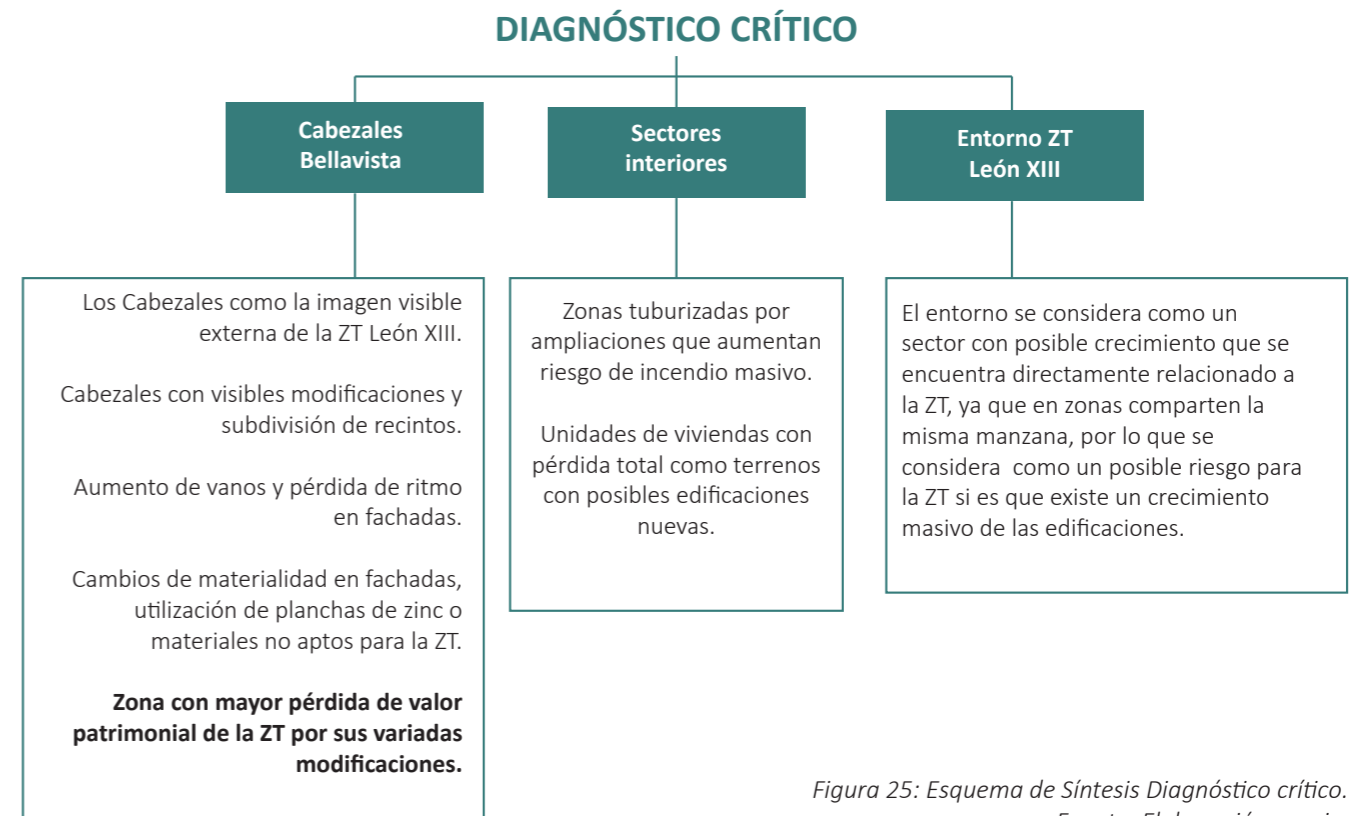 DIAGNÓSTICO CRÍTICO
Cabezales
Bellavista
Sectores
interiores
Entorno ZT
León XIII
Los Cabezales como la imagen visible
externa de la ZT León XIII.
Cabezales con visibles modificaciones y
subdivisión de recintos.
Aumento de vanos y pérdida de ritmo
en fachadas.
Cambios de materialidad en fachadas,
utilización de planchas de zinc o
materiales no aptos para la ZT.
Zona con mayor pérdida de valor
patrimonial de la ZT por sus variadas
modificaciones.
Zonas tuburizadas por
ampliaciones que aumentan
riesgo de incendio masivo.
Unidades de viviendas con
pérdida total como terrenos
con posibles edificaciones
nuevas.
El entorno se considera como un
sector con posible crecimiento que se
encuentra directamente relacionado a
la ZT, ya que en zonas comparten la
misma manzana, por lo que se
considera como un posible riesgo para
la ZT si es que existe un crecimiento
masivo de las edificaciones.
Figura 25: Esquema de Síntesis Diagnóstico crítico.